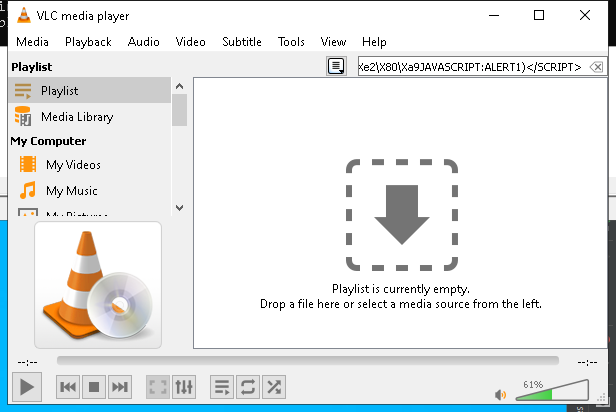 VLC media player
Media Playback Audio Video Subtitle Tools View Help
Playlist
Xe2\X80\Xa9JAVASCRIPT:ALERT1)</SCRIPT>
Playlist
Media Library
My Computer
My Videos
My Music
My Pictures
Playlist is currently empty.
Drop a file here or select a media source from the left.
--:--
--:--
61%